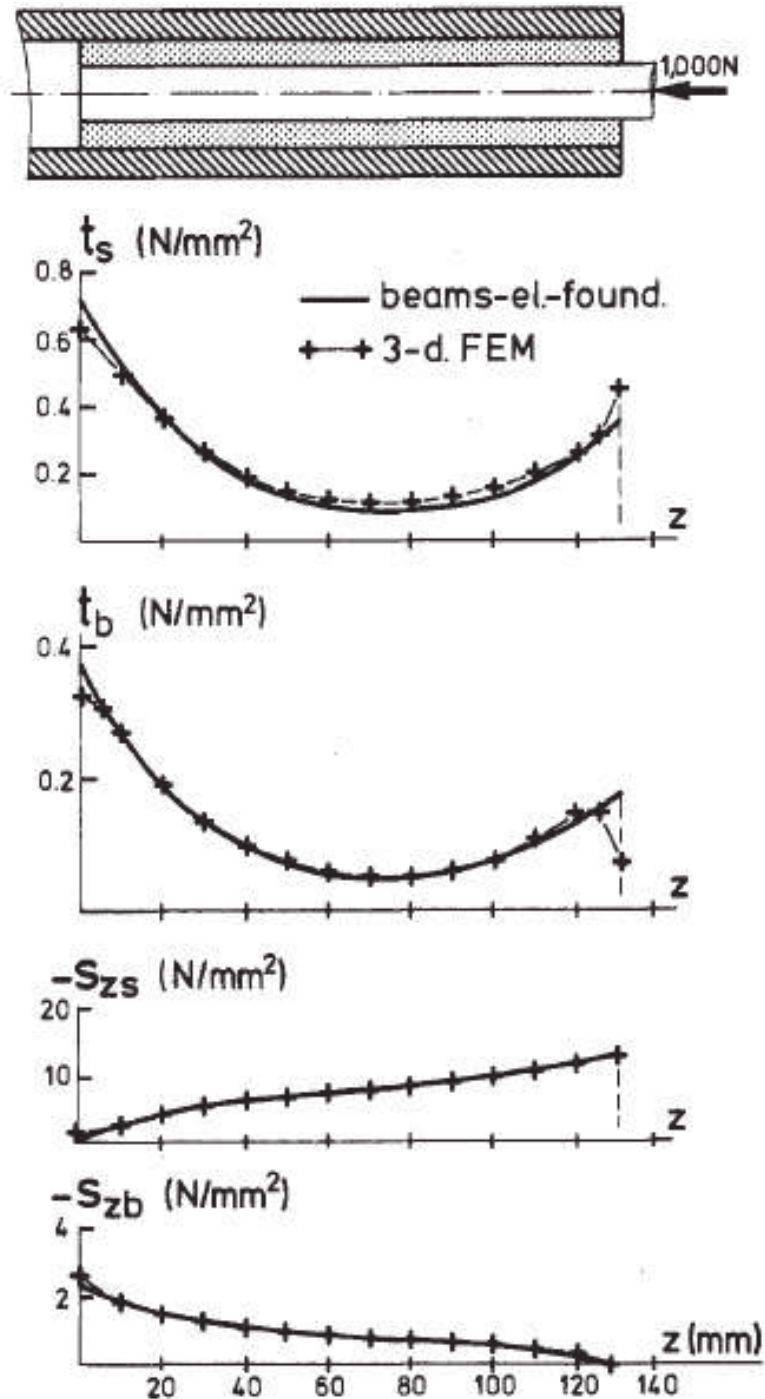 1,000N
tₛ (N/mm²)
0.8
0.6
0.4
0.2
beams-el.-found.
3-d. FEM
z
t_b (N/mm²)
0.4
0.2
z
-S_zs (N/mm²)
20
10
z
-S_zb (N/mm²)
4
2
z (mm)
20 40 60 80 100 120 140